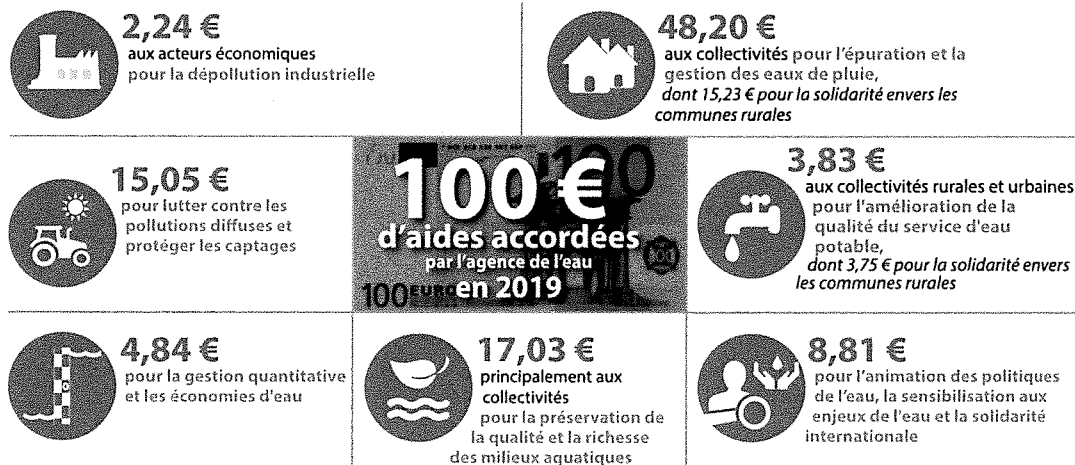 2,24 €
aux acteurs économiques
pour la dépollution industrielle
48,20 €
aux collectivités pour l'épuration et la
gestion des eaux de pluie,
dont 15,23 € pour la solidarité envers les
communes rurales
15,05 €
pour lutter contre les
pollutions diffuses et
protéger les captages
100 €
d'aides accordées
par l'agence de l'eau
en 2019
100 EURO
100
3,83 €
aux collectivités rurales et urbaines
pour l'amélioration de la
qualité du service d'eau
potable,
dont 3,75 € pour la solidarité envers
les communes rurales
4,84 €
pour la gestion quantitative
et les économies d'eau
17,03 €
principalement aux
collectivités
pour la préservation de
la qualité et la richesse
des milieux aquatiques
8,81 €
pour l'animation des politiques
de l'eau, la sensibilisation aux
enjeux de l'eau et la solidarité
internationale